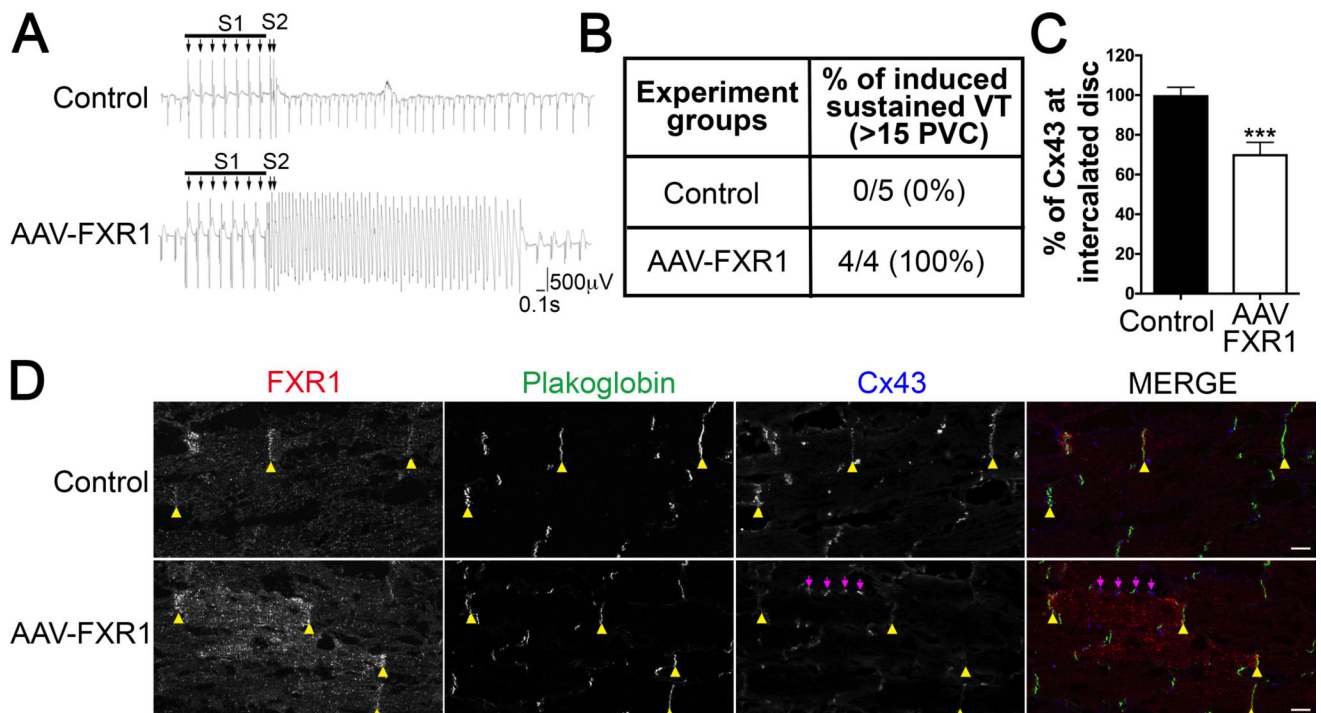 A
S1 S2
Control
S1 S2
AAV-FXR1
500μV
0.1s
B
Experiment groups
% of induced sustained VT (>15 PVC)
Control
0/5 (0%)
AAV-FXR1
4/4 (100%)
C
% of Cx43 at
intercalated disc
120
100
80
60
40
20
0
***
Control
AAV
FXR1
D
FXR1 Plakoglobin Cx43 MERGE
Control
AAV-FXR1